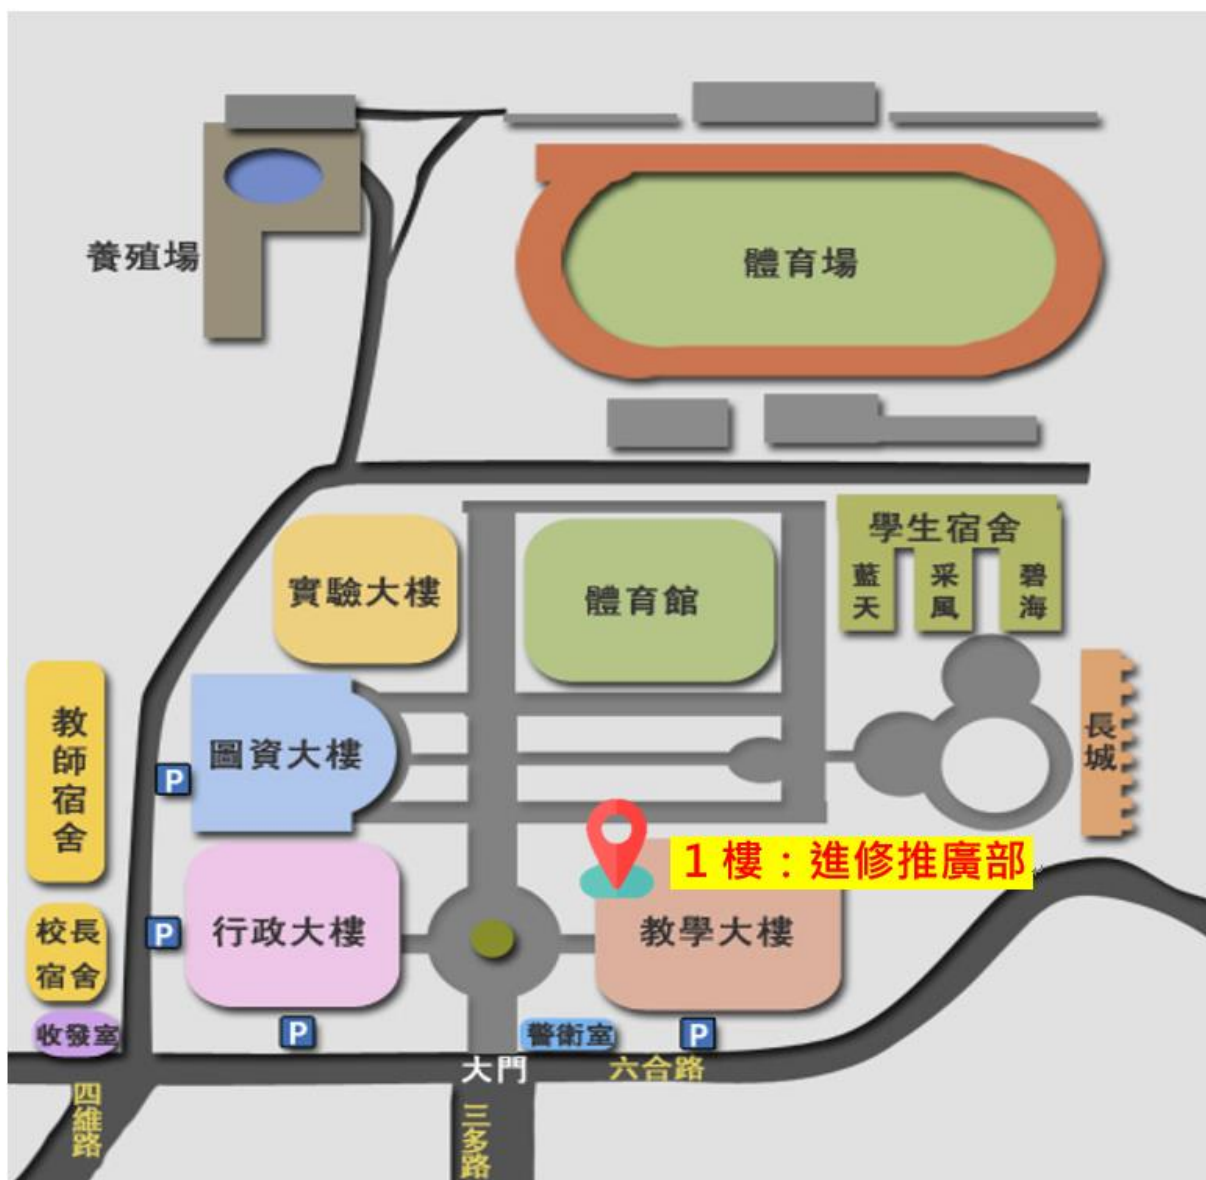 養殖場
體育場
學生宿舍
藍天
采風
碧海
實驗大樓
體育館
教師宿舍
圖資大樓
P
長城
1 樓：進修推廣部
校長
宿舍
P
行政大樓
教學大樓
收發室
P
警衛室
P
大門
六合路
四維路
三多路